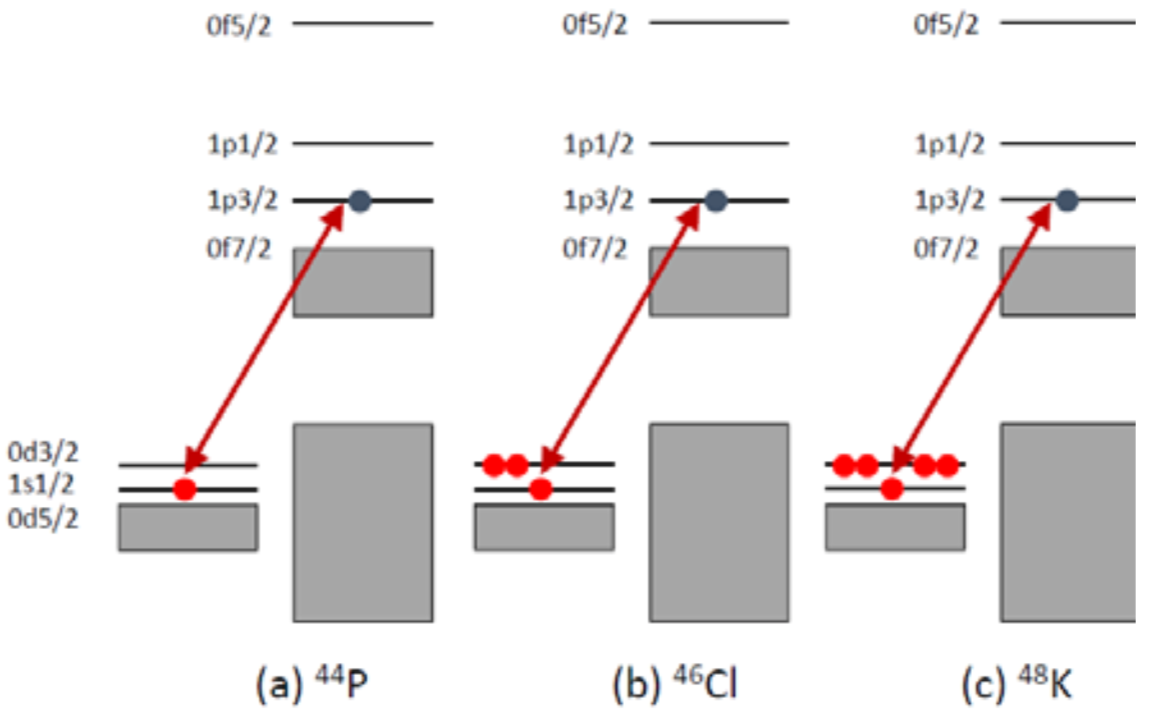 0f5/2 0f5/2 0f5/2
1p1/2 1p1/2 1p1/2
1p3/2 1p3/2 1p3/2
0f7/2 0f7/2 0f7/2
0d3/2
1s1/2
0d5/2
(a) ⁴⁴P (b) ⁴⁶Cl (c) ⁴⁸K